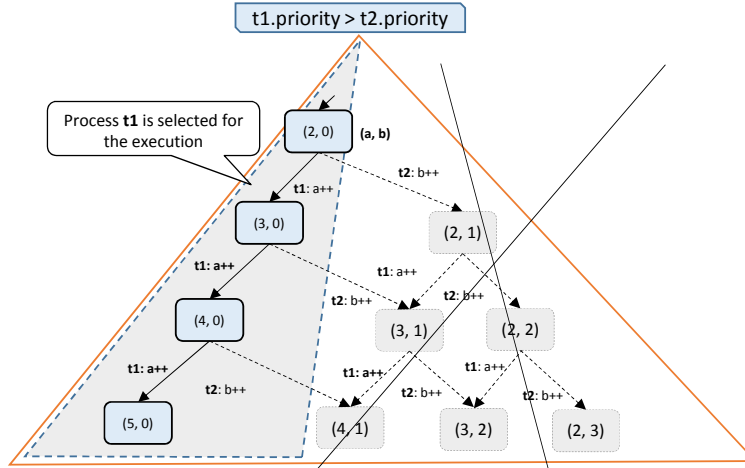 t1.priority > t2.priority
Process t1 is selected for
the execution
(2, 0)
(a, b)
t1: a++
t2: b++
(3, 0)
(2, 1)
t1: a++
t2: b++
t1: a++
t2: b++
(4, 0)
(3, 1)
(2, 2)
t1: a++
t2: b++
t1: a++
t2: b++
t1: a++
t2: b++
(5, 0)
(4, 1)
(3, 2)
(2, 3)